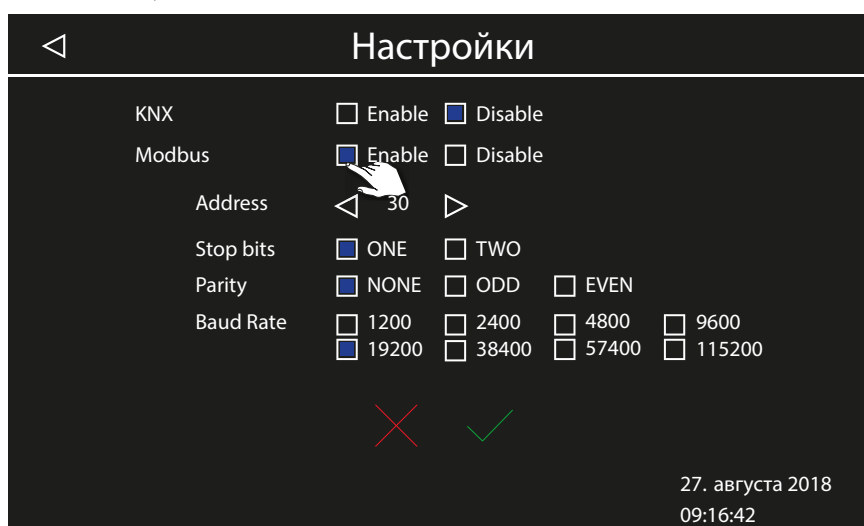 Настройки
KNX Enable Disable
Modbus Enable Disable
Address 30
Stop bits ONE TWO
Parity NONE ODD EVEN
Baud Rate 1200 2400 4800 9600
19200 38400 57400 115200
27. августа 2018
09:16:42